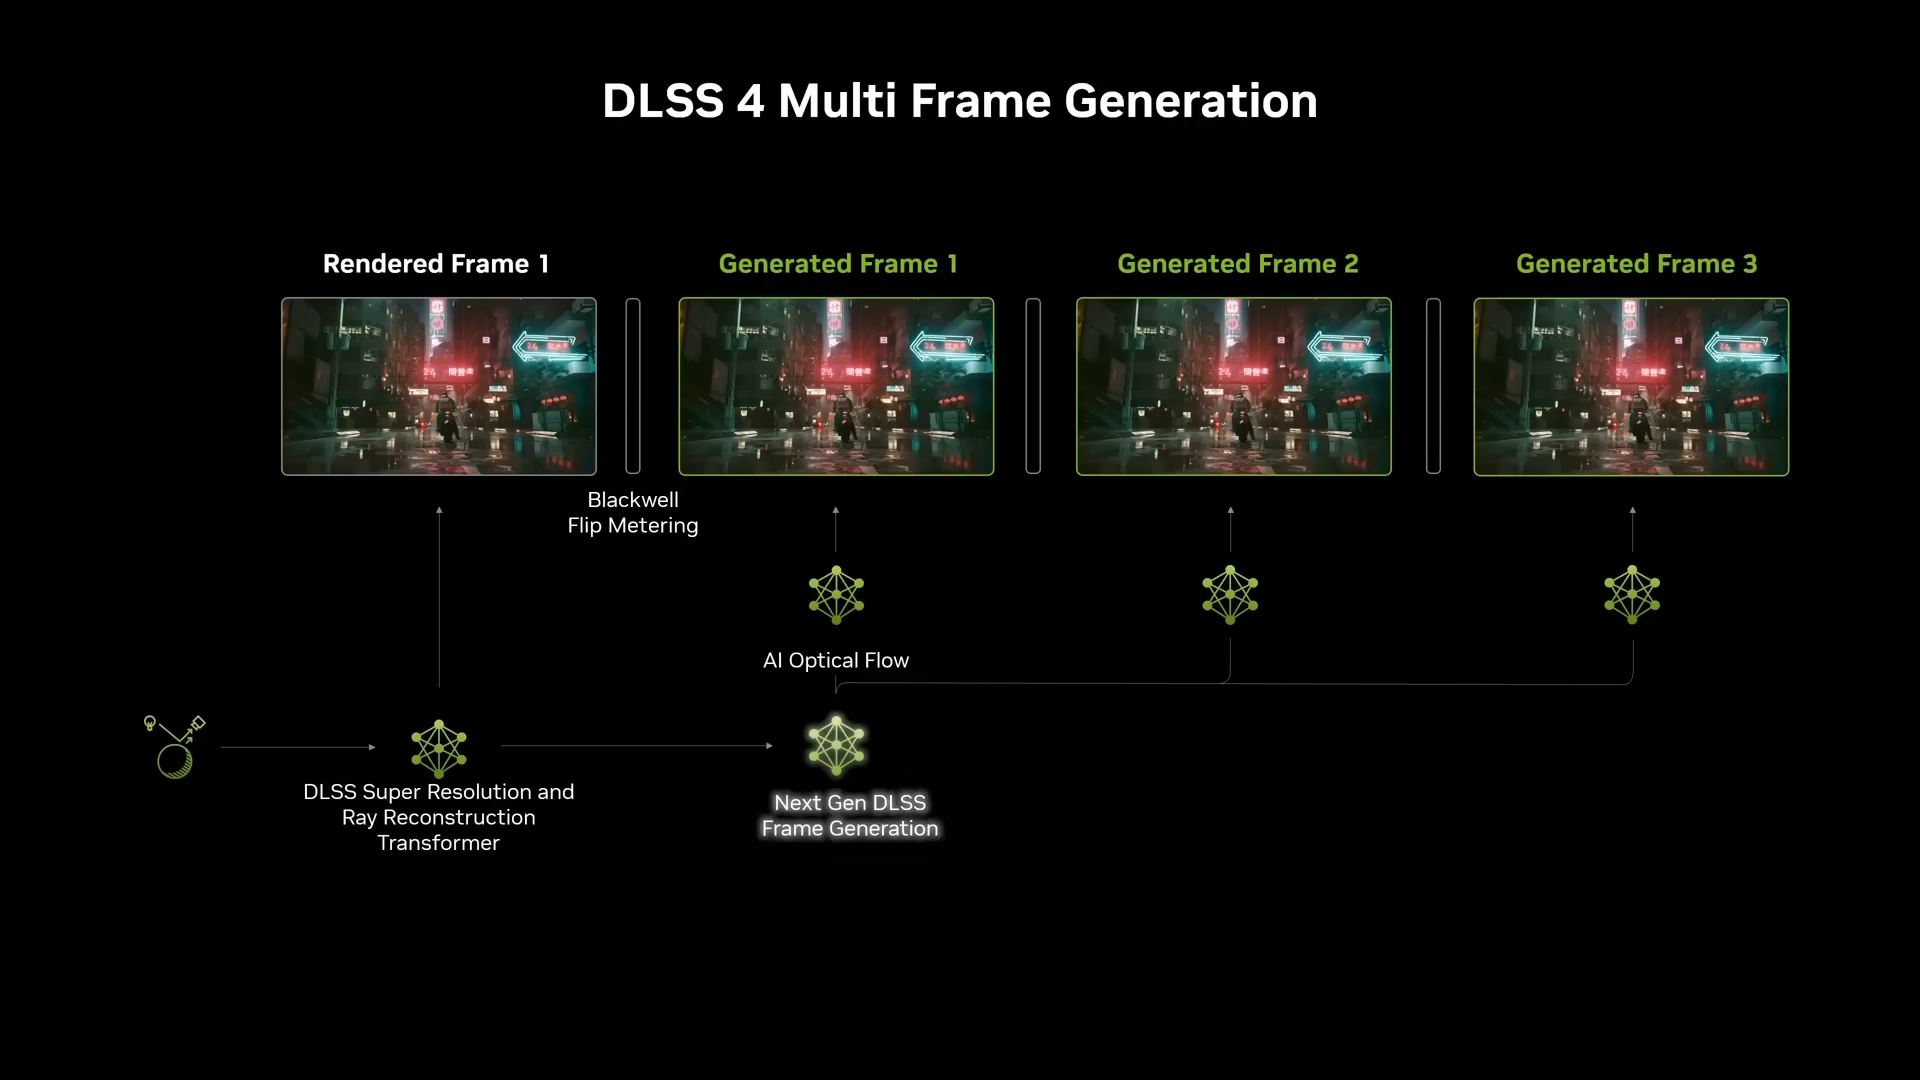 DLSS 4 Multi Frame Generation
Rendered Frame 1
Generated Frame 1
Generated Frame 2
Generated Frame 3
Blackwell
Flip Metering
AI Optical Flow
DLSS Super Resolution and
Ray Reconstruction
Transformer
Next Gen DLSS
Frame Generation